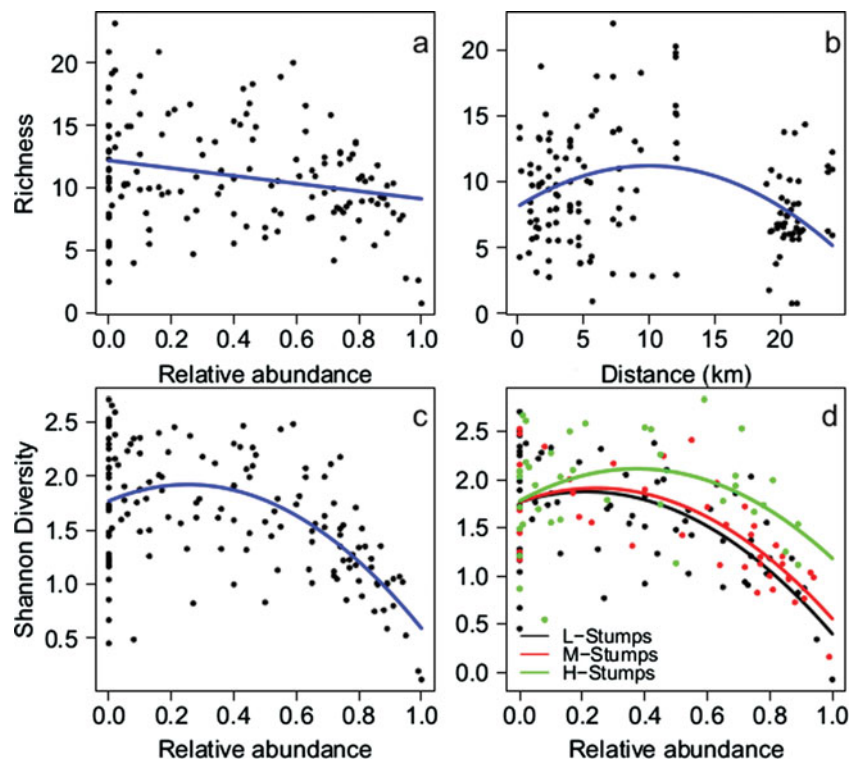 a
Richness
20
15
10
5
0
0.0 0.2 0.4 0.6 0.8 1.0
Relative abundance
b
20
15
10
5
0
0 5 10 15 20
Distance (km)
c
Shannon Diversity
2.5
2.0
1.5
1.0
0.5
0.0 0.2 0.4 0.6 0.8 1.0
Relative abundance
d
2.5
2.0
1.5
1.0
0.5
0.0
L-Stumps
M-Stumps
H-Stumps
0.0 0.2 0.4 0.6 0.8 1.0
Relative abundance